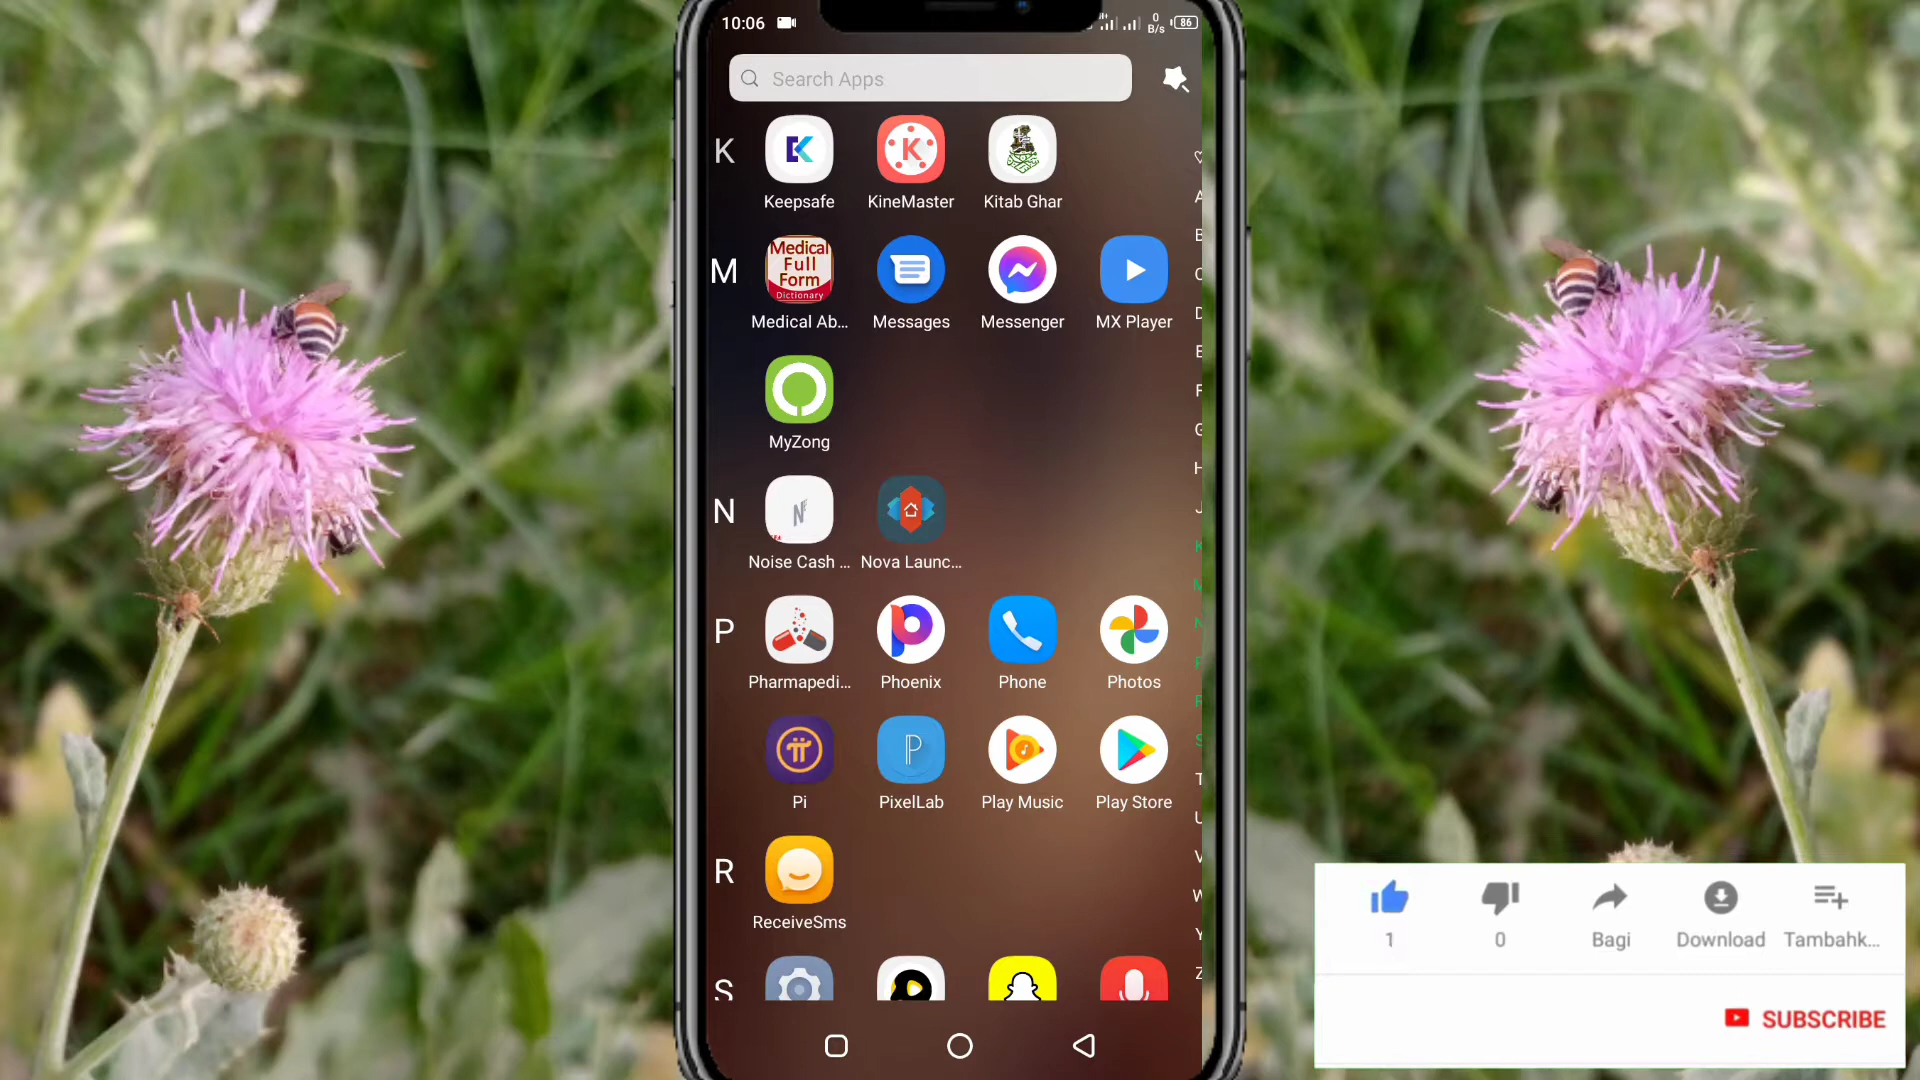 10:06
0
B/s
86
Search Apps
K
Keepsafe
K
KineMaster
Kitab Ghar
M
Medical
Full
Form
Dictionary
Medical Ab...
Messages
Messenger
MX Player
MyZong
N
Noise Cash ...
Nova Launc...
P
Pharmapedi...
Phoenix
Phone
Photos
Pi
PixelLab
Play Music
Play Store
R
ReceiveSms
S
A
B
C
D
E
F
G
H
J
K
M
N
P
R
S
T
U
V
W
Y
Z
1
0
Bagi
Download
Tambahk...
SUBSCRIBE